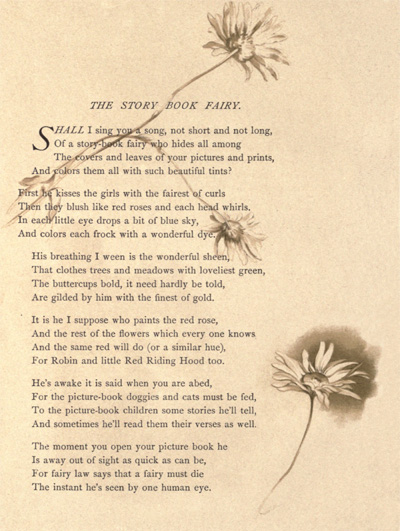 THE STORY BOOK FAIRY.
SHALL I sing you a song, not short and not long,
Of a story-book fairy who hides all among
The covers and leaves of your pictures and prints,
And colors them all with such beautiful tints?
First he kisses the girls with the fairest of curls
Then they blush like red roses and each head whirls.
In each little eye drops a bit of blue sky,
And colors each frock with a wonderful dye.
His breathing I ween is the wonderful sheen,
That clothes trees and meadows with loveliest green,
The buttercups bold, it need hardly be told,
Are gilded by him with the finest of gold.
It is he I suppose who paints the red rose,
And the rest of the flowers which every one knows
And the same red will do (or a similar hue),
For Robin and little Red Riding Hood too.
He's awake it is said when you are abed,
For the picture-book doggies and cats must be fed,
To the picture-book children some stories he'll tell,
And sometimes he'll read them their verses as well.
The moment you open your picture book he
Is away out of sight as quick as can be,
For fairy law says that a fairy must die
The instant he's seen by one human eye.